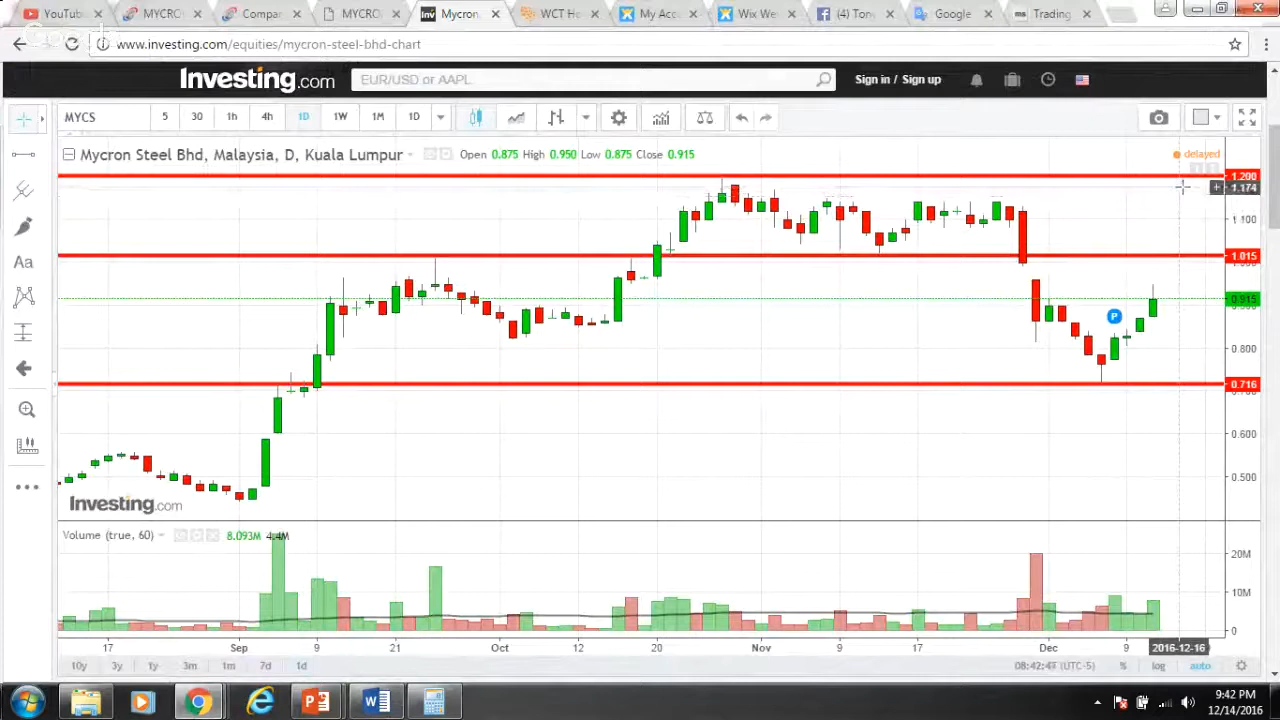 YouTub
MYCRO
Compar
MYCRO
Inv Mycron
WCT Ho
My Acc
Wix We
(4) Ton
Google
ms Trading
www.investing.com/equities/mycron-steel-bhd-chart
Investing.com
EUR/USD or AAPL
Sign in / Sign up
MYCS
5
30
1h
4h
1D
1W
1M
1D
Mycron Steel Bhd, Malaysia, D, Kuala Lumpur
Open 0.875 High 0.950 Low 0.875 Close 0.915
delayed
1.200
1.174
1.100
1.015
0.915
0.800
0.716
0.600
0.500
P
Aa
Investing.com
Volume (true, 60)
8.093M
4.4M
20M
10M
0
17
Sep
9
21
Oct
12
20
Nov
9
17
Dec
9
2016-12-16
10y
3y
1y
3m
1m
7d
1d
(UTC-5)
%
log
auto
9:42 PM
12/14/2016